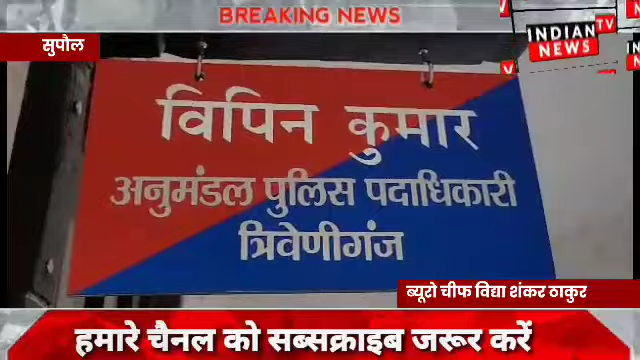 BREAKING NEWS
सुपौल
INDIAN TV
NEWS
विपिन कुमार
अनुमंडल पुलिस पदाधिकारी
त्रिवेणीगंज
ब्यूरो चीफ विद्या शंकर ठाकुर
हमारे चैनल को सब्सक्राइब जरूर करें